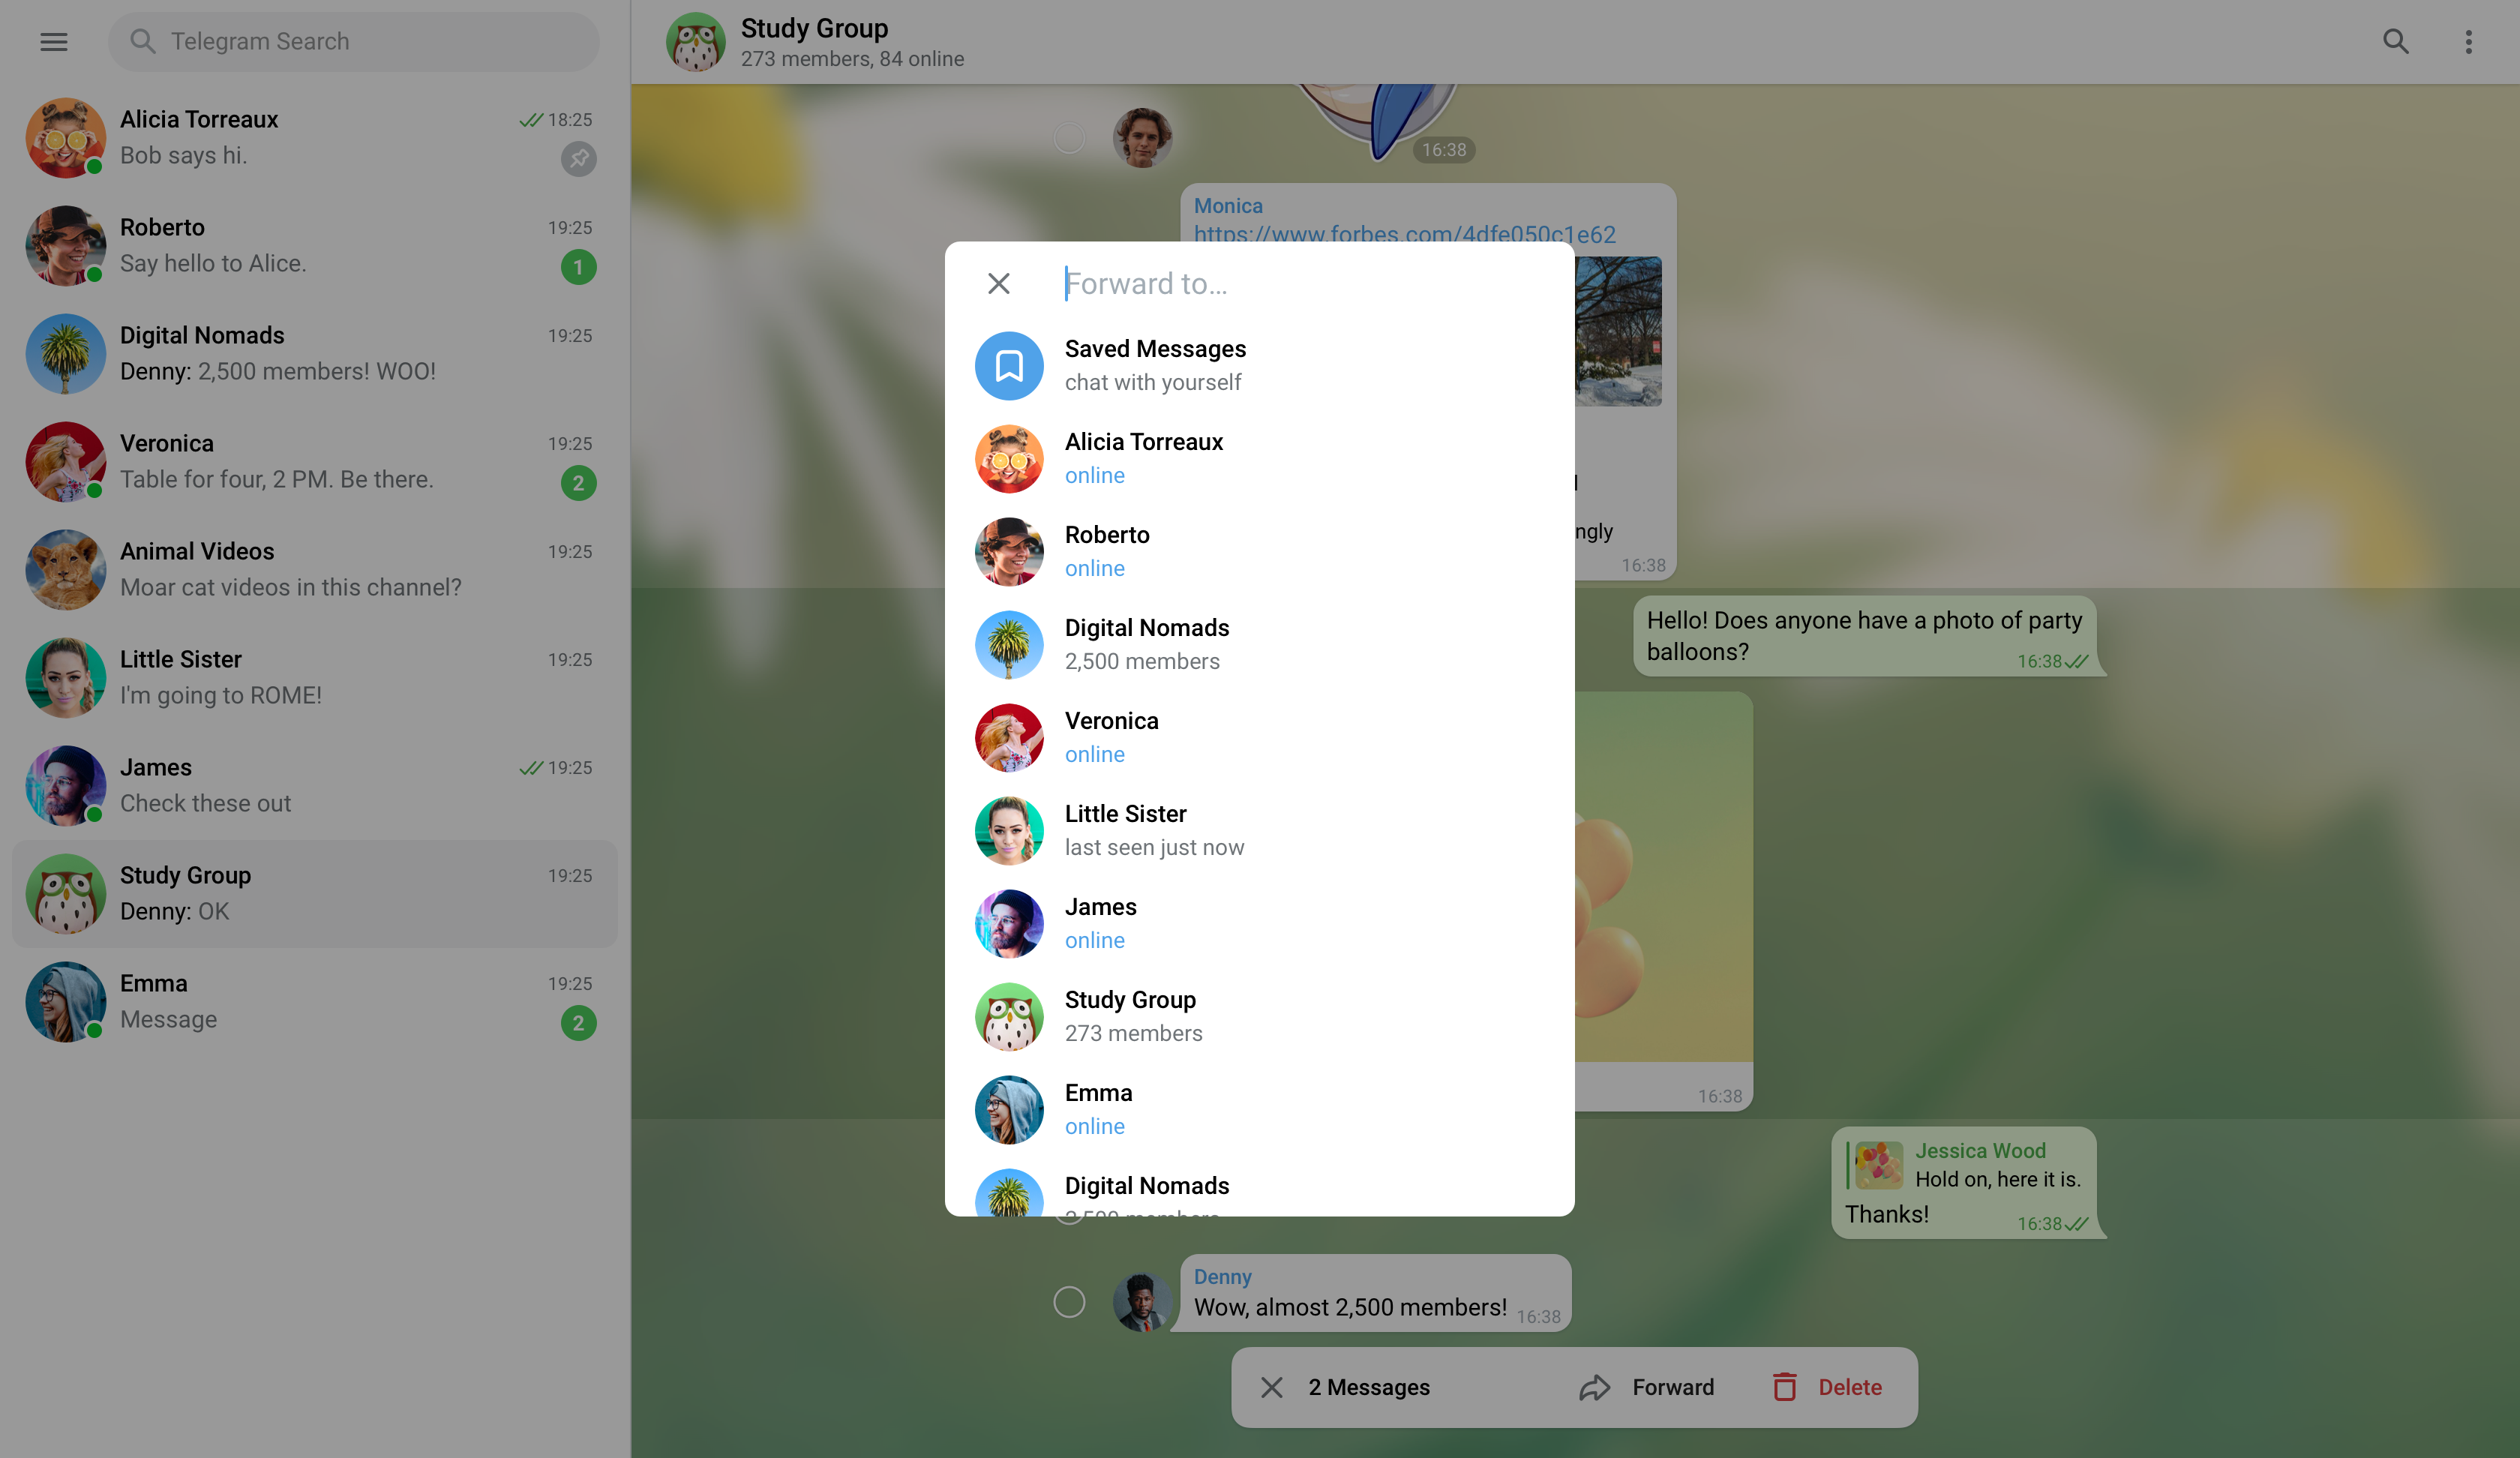 Telegram Search
Alicia Torreaux
18:25
Bob says hi.
Roberto
19:25
Say hello to Alice.
1
Digital Nomads
19:25
Denny: 2,500 members! WOO!
Veronica
19:25
Table for four, 2 PM. Be there.
2
Animal Videos
19:25
Moar cat videos in this channel?
Little Sister
19:25
I'm going to ROME!
James
19:25
Check these out
Study Group
19:25
Denny: OK
Emma
19:25
Message
2
Study Group
273 members, 84 online
16:38
Monica
https://www.forbes.com/4dfe050c1e62
ngly
16:38
Hello! Does anyone have a photo of party
balloons?
16:38
16:38
Jessica Wood
Hold on, here it is.
Thanks!
16:38
Denny
Wow, almost 2,500 members!
16:38
2 Messages
Forward
Delete
Forward to...
Saved Messages
chat with yourself
Alicia Torreaux
online
Roberto
online
Digital Nomads
2,500 members
Veronica
online
Little Sister
last seen just now
James
online
Study Group
273 members
Emma
online
Digital Nomads